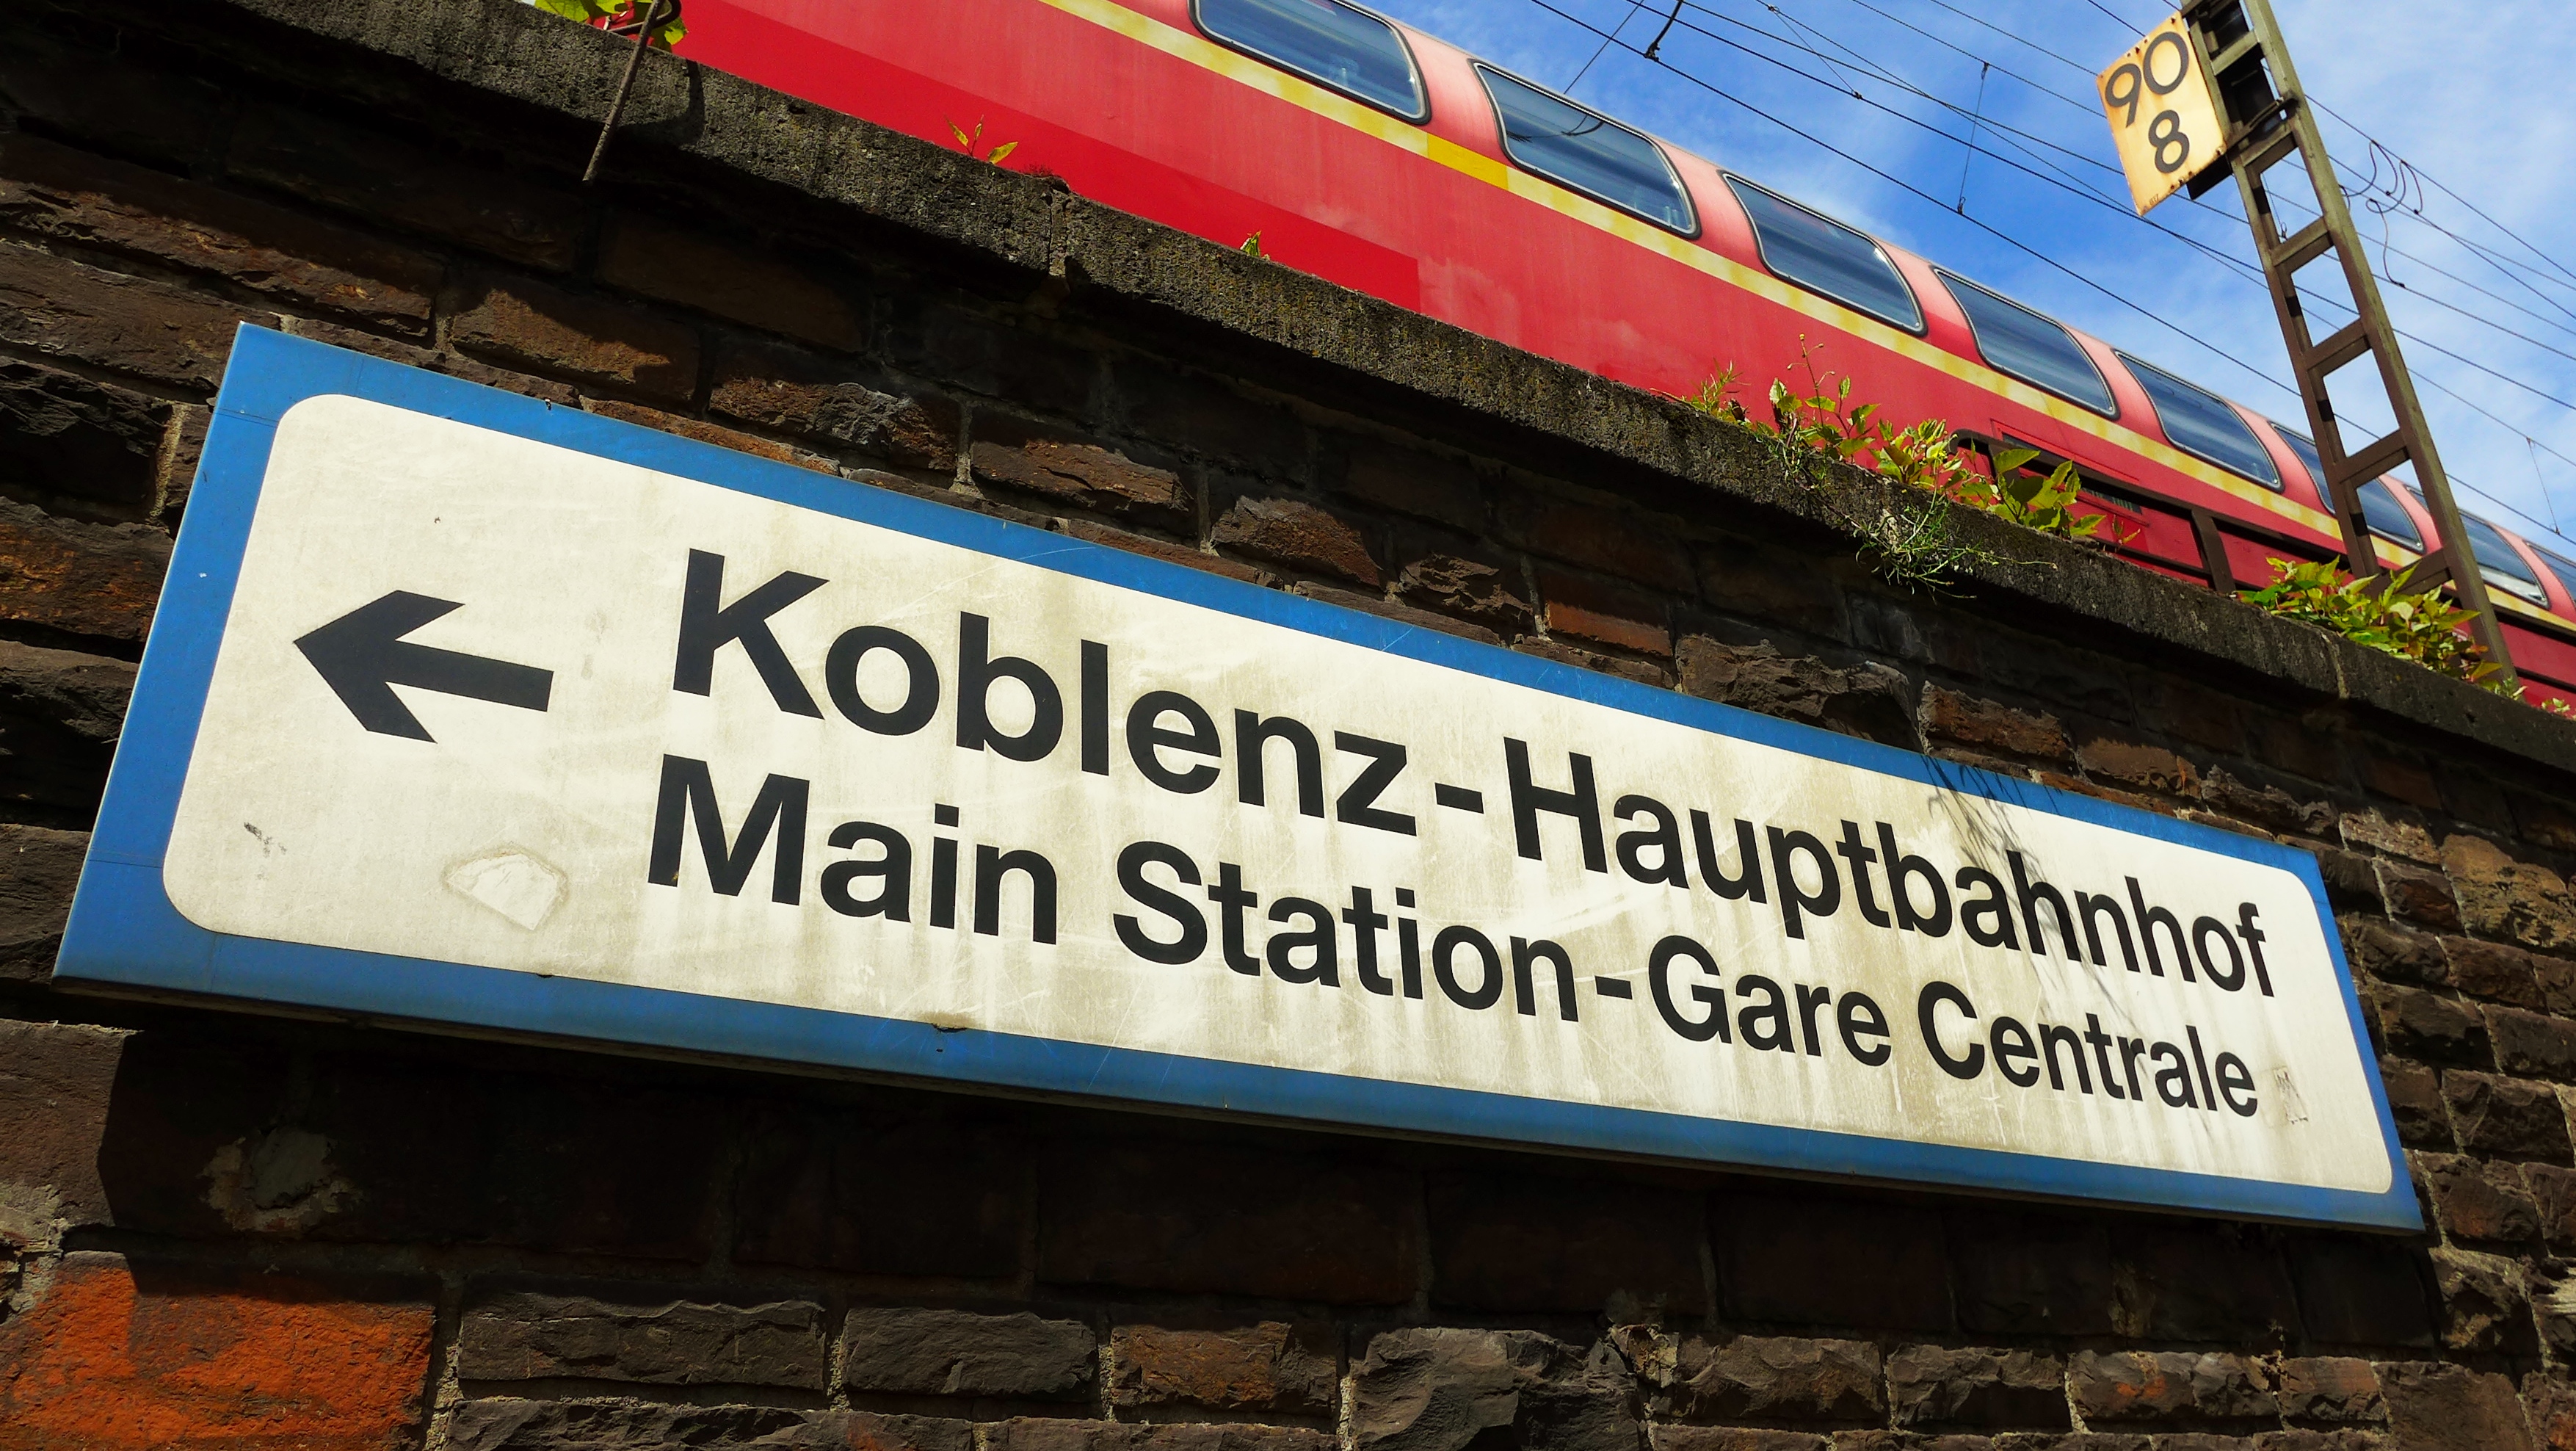 90
8
Koblenz-Hauptbahnhof
Main Station-Gare Centrale